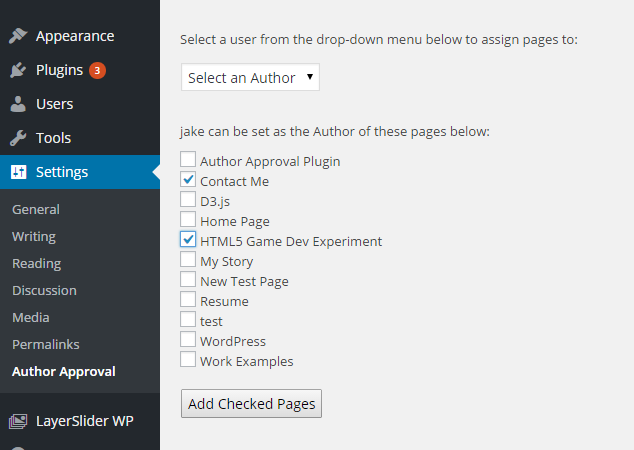 Appearance
Plugins 3
Users
Tools
Settings
General
Writing
Reading
Discussion
Media
Permalinks
Author Approval
LayerSlider WP
Select a user from the drop-down menu below to assign pages to:
Select an Author
jake can be set as the Author of these pages below:
Author Approval Plugin
Contact Me
D3.js
Home Page
HTML5 Game Dev Experiment
My Story
New Test Page
Resume
test
WordPress
Work Examples
Add Checked Pages